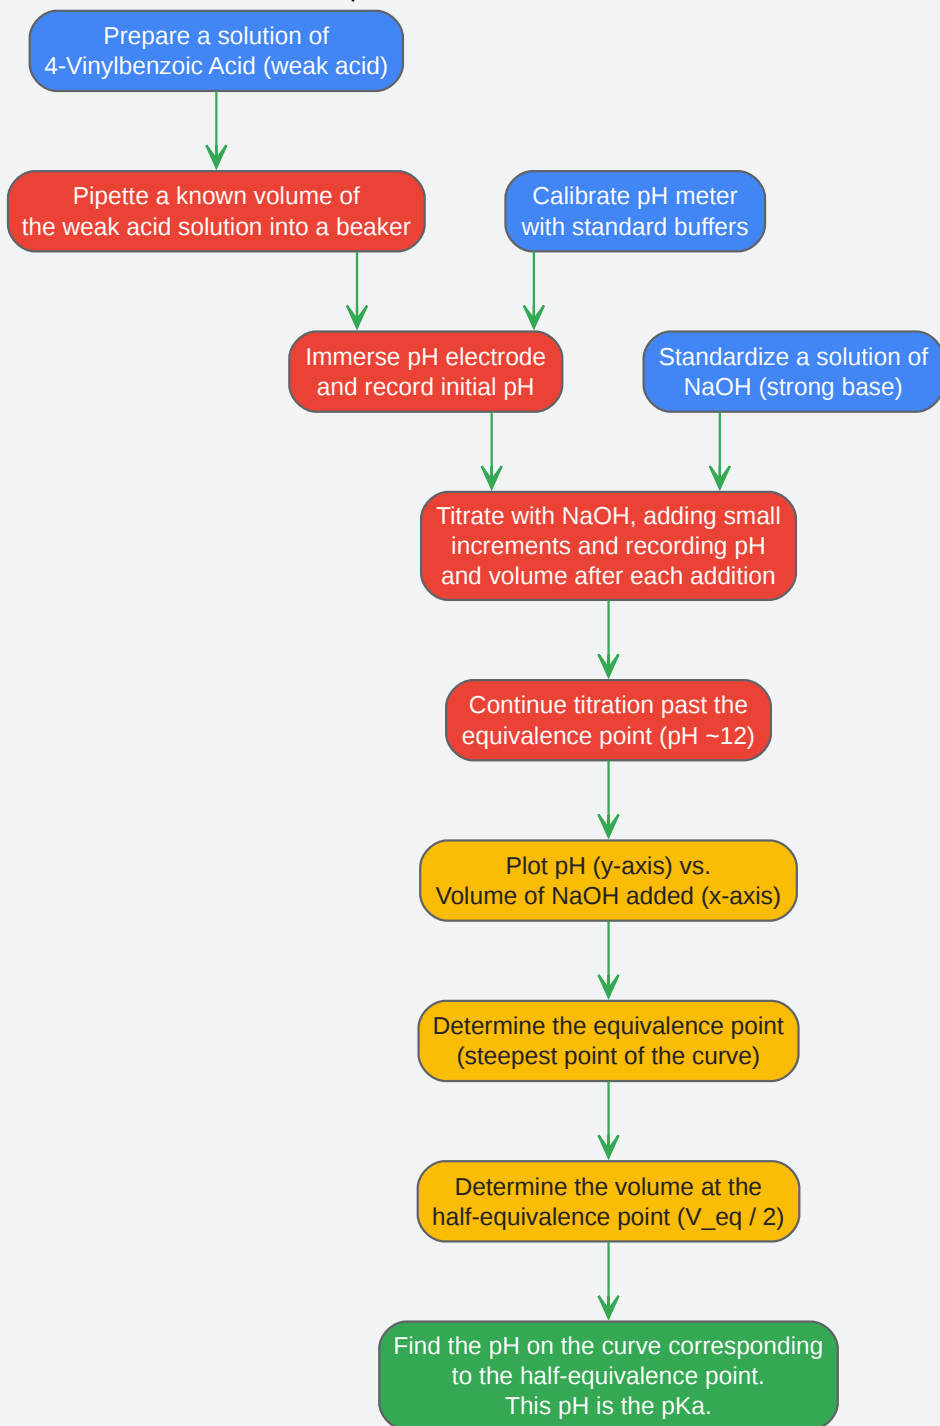 Prepare a solution of
4-Vinylbenzoic Acid (weak acid)
Pipette a known volume of
the weak acid solution into a beaker
Calibrate pH meter
with standard buffers
Immerse pH electrode
and record initial pH
Standardize a solution of
NaOH (strong base)
Titrate with NaOH, adding small
increments and recording pH
and volume after each addition
Continue titration past the
equivalence point (pH ~12)
Plot pH (y-axis) vs.
Volume of NaOH added (x-axis)
Determine the equivalence point
(steepest point of the curve)
Determine the volume at the
half-equivalence point (V_eq / 2)
Find the pH on the curve corresponding
to the half-equivalence point.
This pH is the pKa.